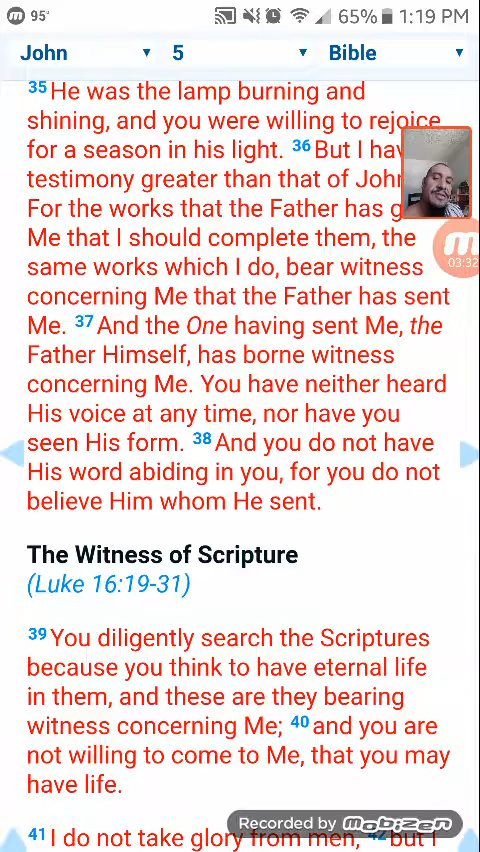 95° 65% 1:19 PM
John 5 Bible
35 He was the lamp burning and
shining, and you were willing to rejoice
for a season in his light. 36 But I
testimony greater than that of
For the works that the Father has
Me that I should complete them, the
same works which I do, bear witness
concerning Me that the Father has sent
Me. 37 And the One having sent Me, the
Father Himself, has borne witness
concerning Me. You have neither heard
His voice at any time, nor have you
seen His form. 38 And you do not have
His word abiding in you, for you do not
believe Him whom He sent.
03:32
The Witness of Scripture
(Luke 16:19-31)
39 You diligently search the Scriptures
because you think to have eternal life
in them, and these are they bearing
witness concerning Me; 40 and you are
not willing to come to Me, that you may
have life.
41 I do not take glory from men, 42 but I
Recorded by Mobizen